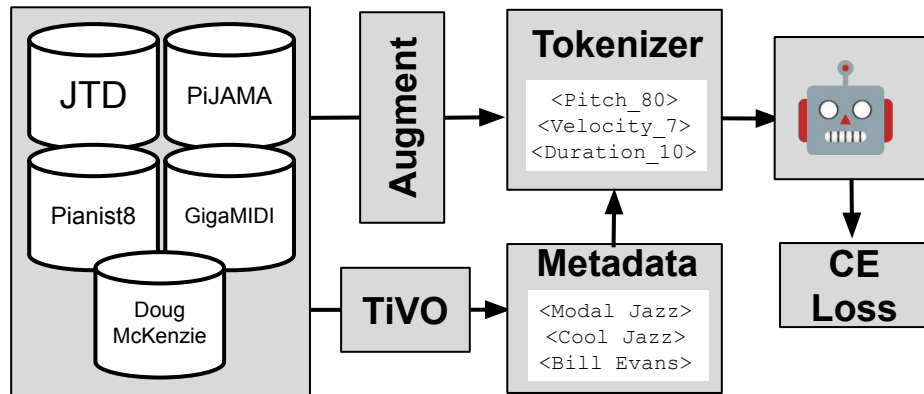 JTD
PiJAMA
Pianist8
GigaMIDI
Doug
McKenzie
Augment
TiVO
Tokenizer
<Pitch_80>
<Velocity_7>
<Duration_10>
Metadata
<Modal Jazz>
<Cool Jazz>
<Bill Evans>
CE
Loss